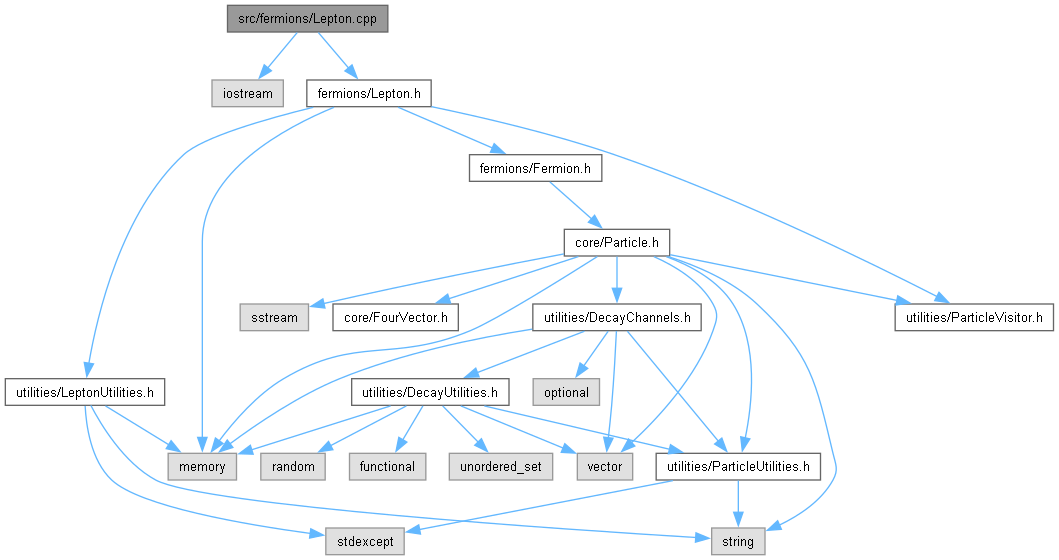 src/fermions/Lepton.cpp
iostream
fermions/Lepton.h
fermions/Fermion.h
core/Particle.h
sstream
core/FourVector.h
utilities/DecayChannels.h
utilities/ParticleVisitor.h
utilities/LeptonUtilities.h
utilities/DecayUtilities.h
optional
memory
random
functional
unordered_set
vector
utilities/ParticleUtilities.h
stdexcept
string